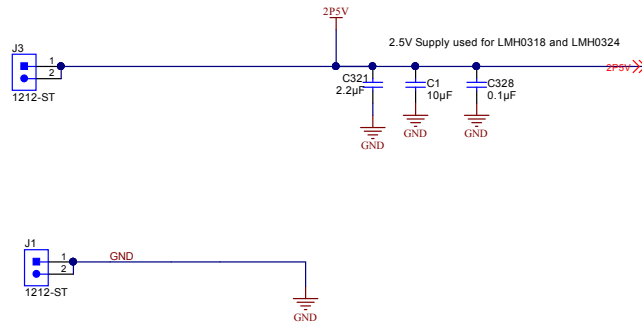 2P5V
2.5V Supply used for LMH0318 and LMH0324
J3
1
2
1212-ST
C321
2.2µF
C1
10µF
C328
0.1µF
2P5V
GND
GND
GND
J1
1
2
GND
1212-ST
GND